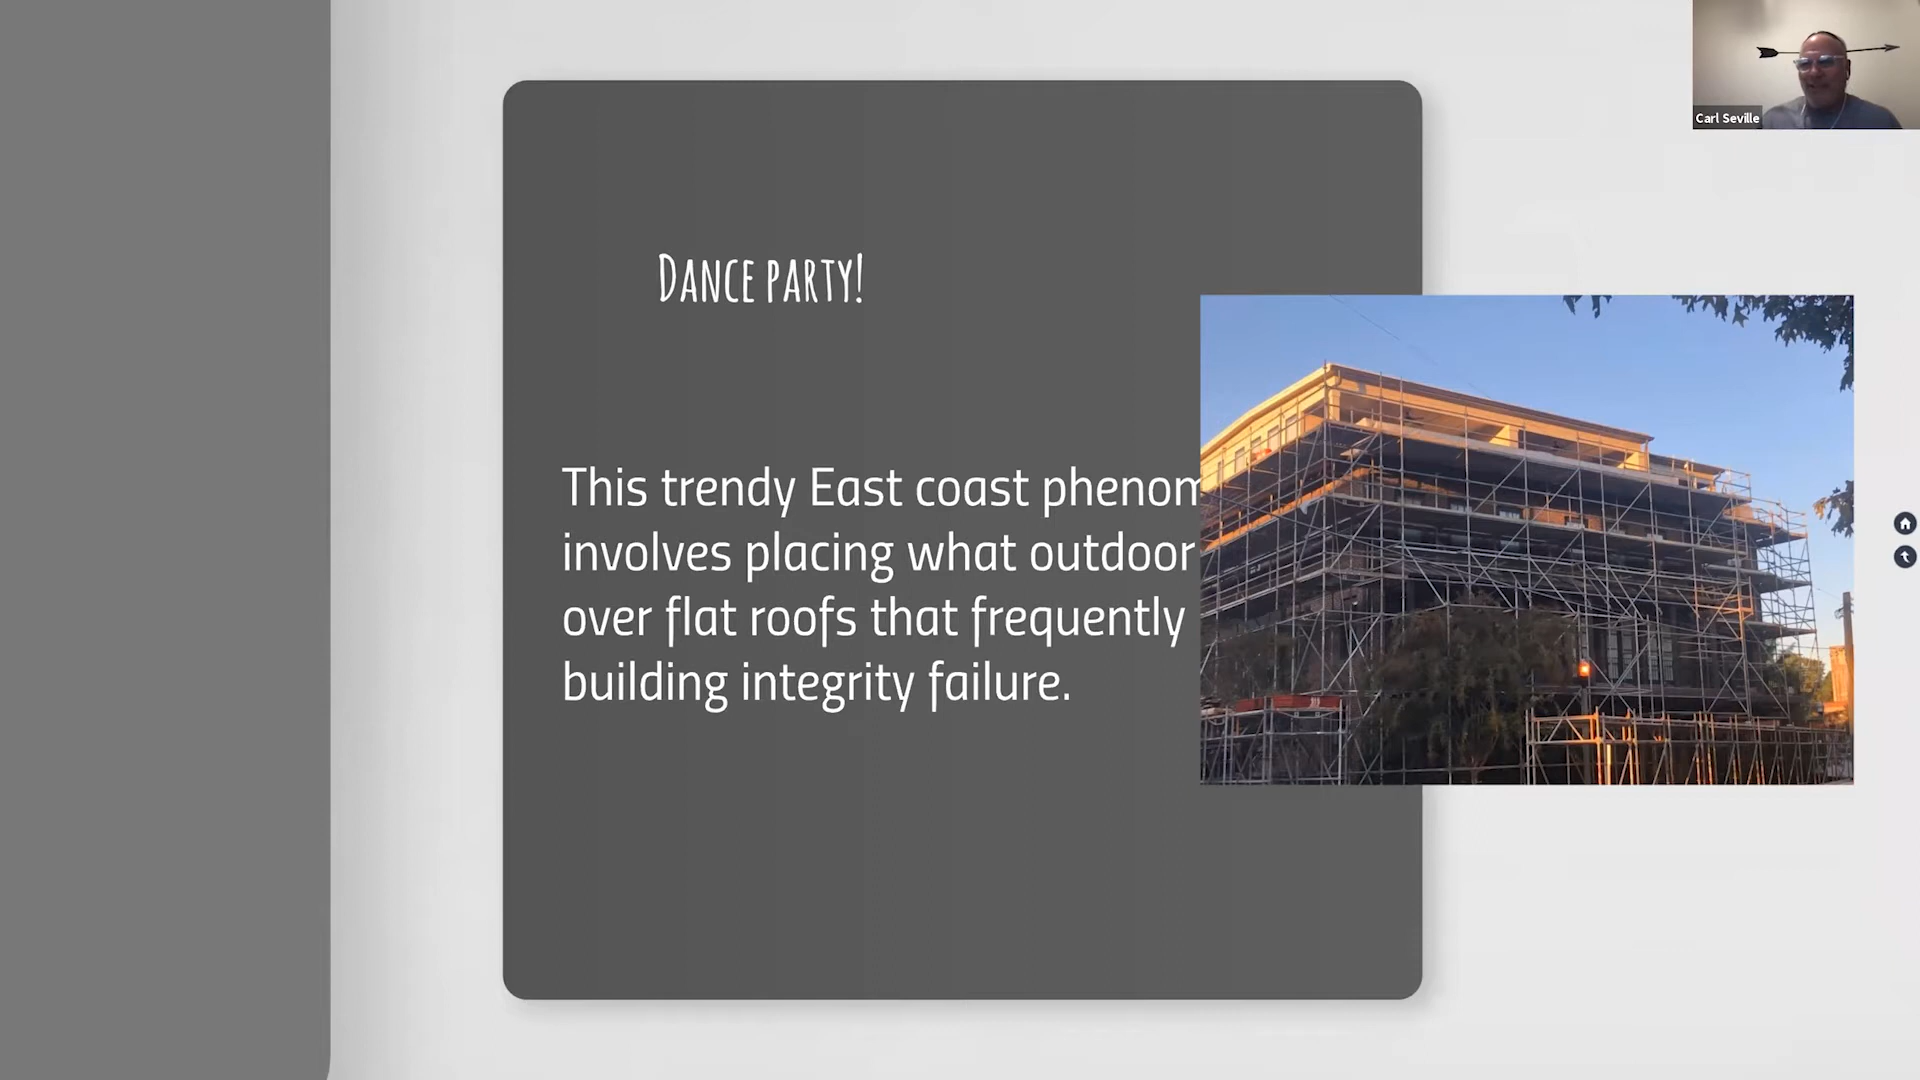 Carl Seville
DANCE PARTY!
This trendy East coast phenom
involves placing what outdoor
over flat roofs that frequently
building integrity failure.